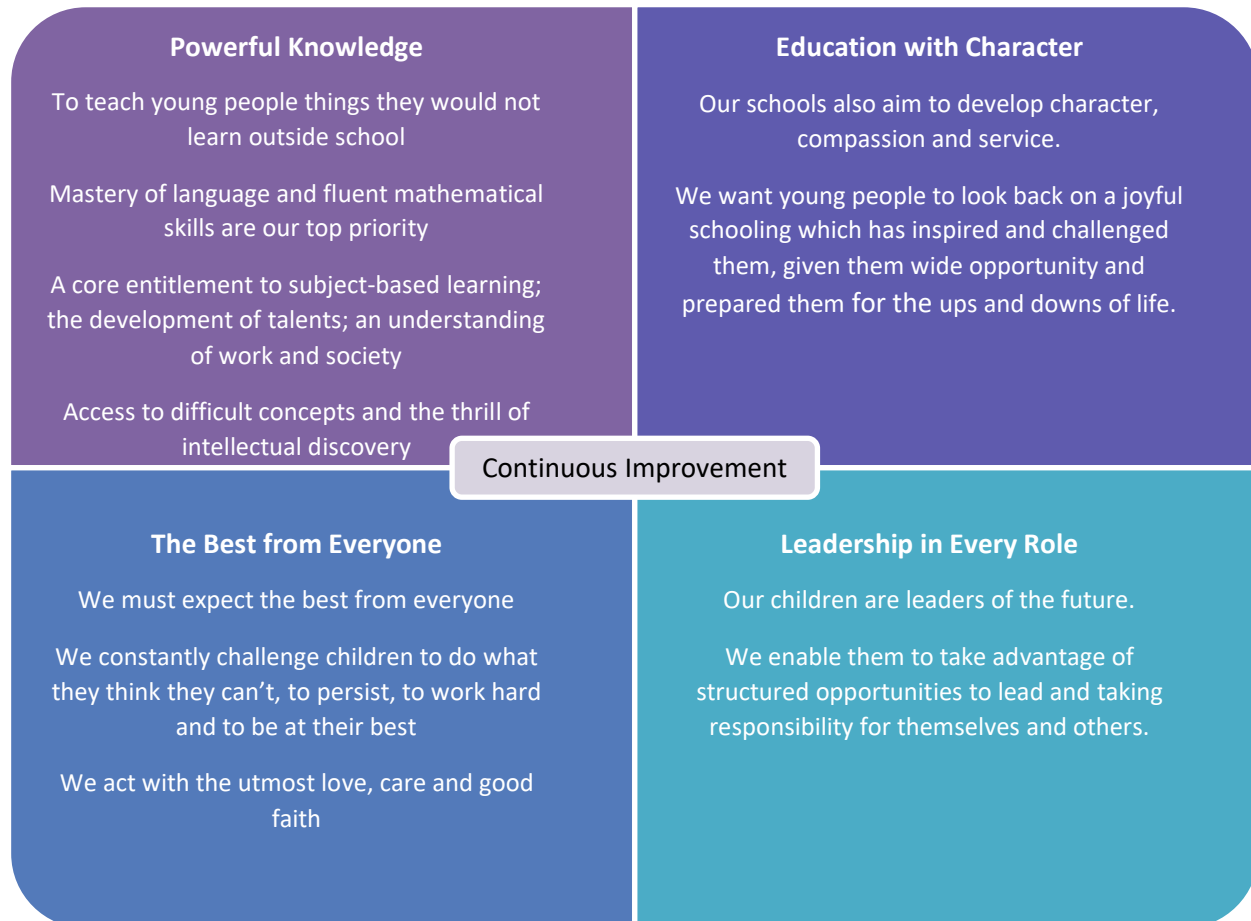 Powerful Knowledge
To teach young people things they would not
learn outside school
Mastery of language and fluent mathematical
skills are our top priority
A core entitlement to subject-based learning;
the development of talents; an understanding
of work and society
Access to difficult concepts and the thrill of
intellectual discovery
Education with Character
Our schools also aim to develop character,
compassion and service.
We want young people to look back on a joyful
schooling which has inspired and challenged
them, given them wide opportunity and
prepared them for the ups and downs of life.
Continuous Improvement
The Best from Everyone
We must expect the best from everyone
We constantly challenge children to do what
they think they can’t, to persist, to work hard
and to be at their best
We act with the utmost love, care and good
faith
Leadership in Every Role
Our children are leaders of the future.
We enable them to take advantage of
structured opportunities to lead and taking
responsibility for themselves and others.